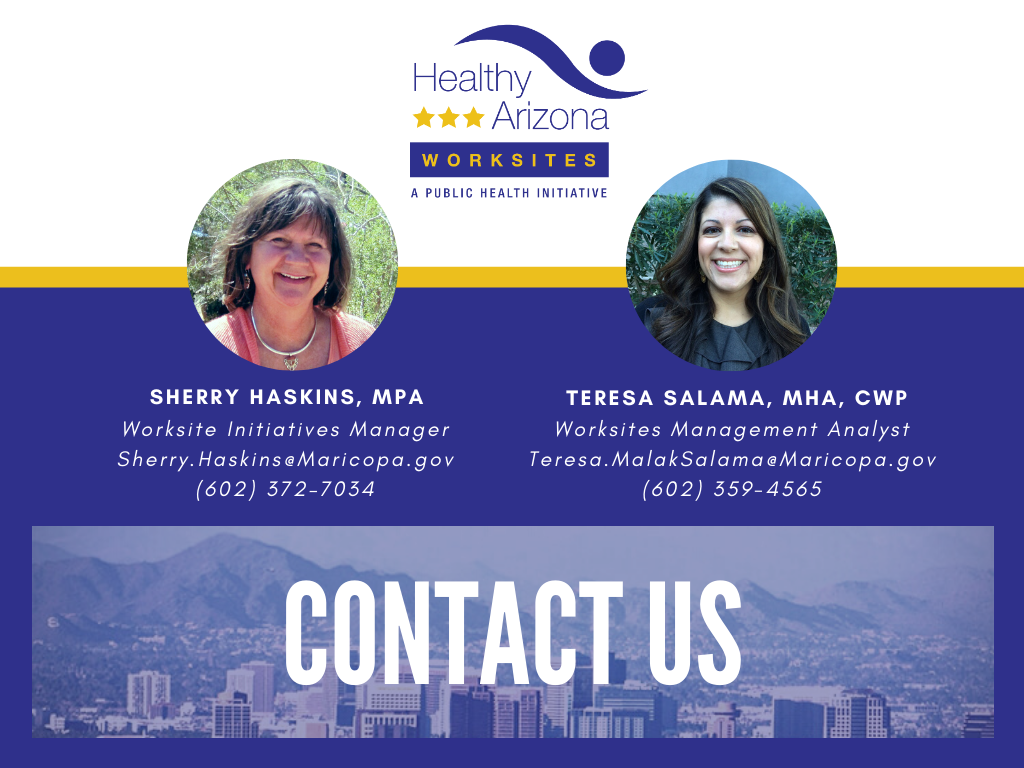 Healthy
Arizona
WORKSITES
A PUBLIC HEALTH INITIATIVE
SHERRY HASKINS, MPA
Worksite Initiatives Manager
Sherry.Haskins@Maricopa.gov
(602) 372-7034
TERESA SALAMA, MHA, CWP
Worksites Management Analyst
Teresa.MalakSalama@Maricopa.gov
(602) 359-4565
CONTACT US